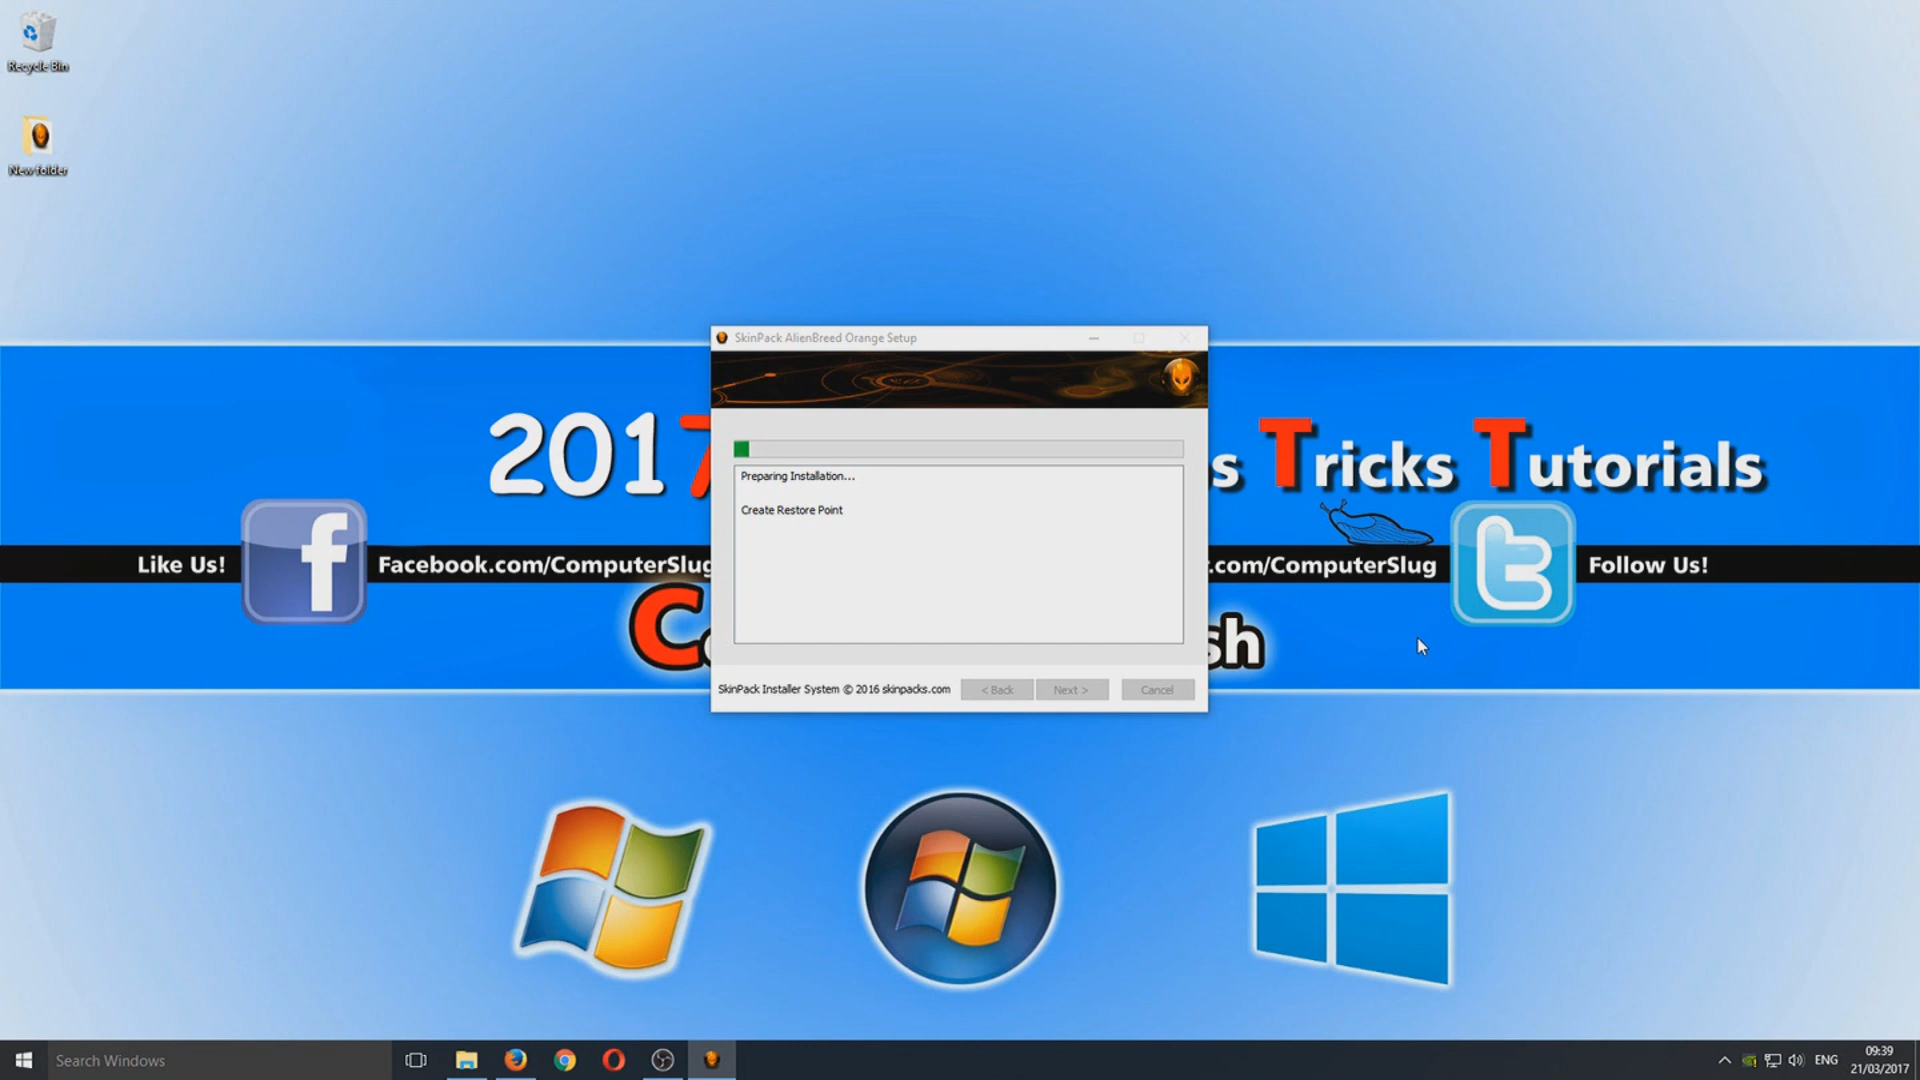 Recycle Bin
New folder
SkinPack AlienBreed Orange Setup
2017
s Tricks Tutorials
Preparing Installation...
Create Restore Point
Like Us!
Facebook.com/ComputerSlug
.com/ComputerSlug
Follow Us!
C
sh
SkinPack Installer System © 2016 skinpacks.com
< Back
Next >
Cancel
Search Windows
ENG
09:39
21/03/2017